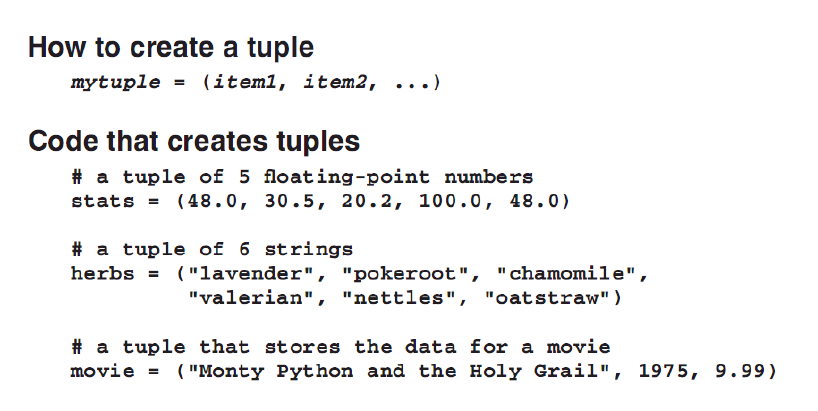 How to create a tuple
mytuple = (item1, item2, ...)
Code that creates tuples
# a tuple of 5 floating-point numbers
stats = (48.0, 30.5, 20.2, 100.0, 48.0)
# a tuple of 6 strings
herbs = ("lavender", "pokeroot", "chamomile",
"valerian", "nettles", "oatstraw")
# a tuple that stores the data for a movie
movie = ("Monty Python and the Holy Grail", 1975, 9.99)